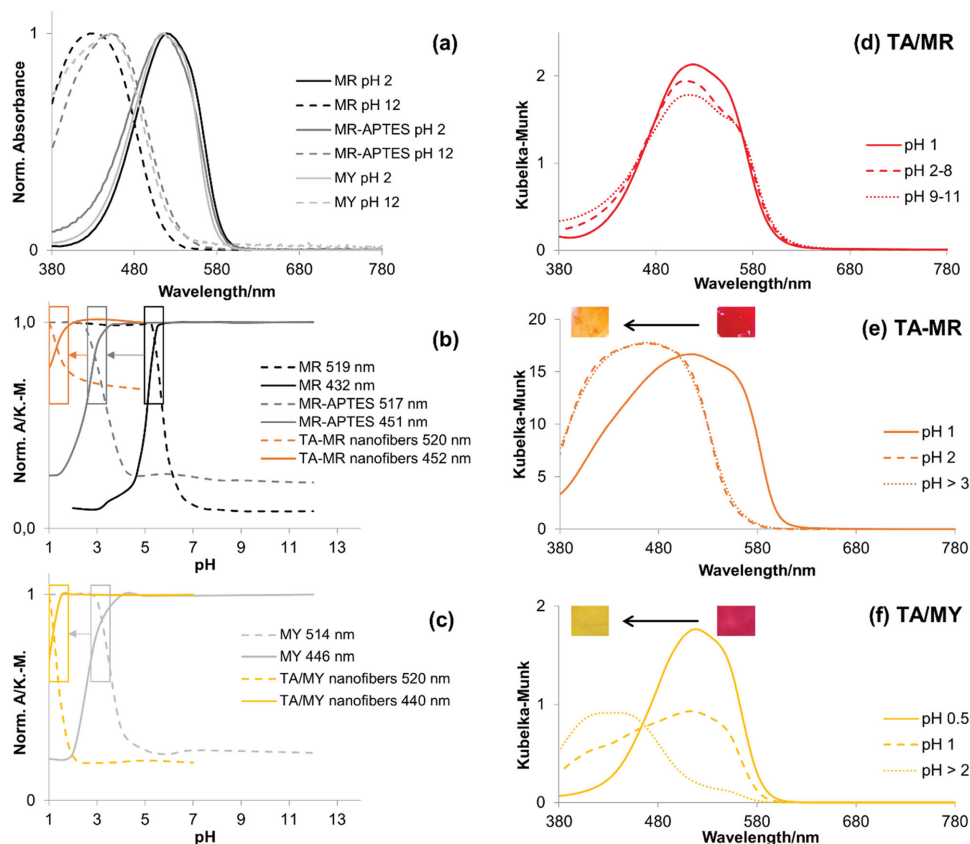 (a)
Norm. Absorbance
1
0
MR pH 2
MR pH 12
MR-APTES pH 2
MR-APTES pH 12
MY pH 2
MY pH 12
380 480 580 680 780
Wavelength/nm
(b)
Norm. A/K.-M.
1,0
0,0
MR 519 nm
MR 432 nm
MR-APTES 517 nm
MR-APTES 451 nm
TA-MR nanofibers 520 nm
TA-MR nanofibers 452 nm
1 3 5 7 9 11 13
pH
(c)
Norm. A/K.-M.
1
0
MY 514 nm
MY 446 nm
TA/MY nanofibers 520 nm
TA/MY nanofibers 440 nm
1 3 5 7 9 11 13
pH
(d) TA/MR
Kubelka-Munk
2
1
0
pH 1
pH 2-8
pH 9-11
380 480 580 680 780
Wavelength/nm
(e) TA-MR
Kubelka-Munk
20
15
10
5
0
pH 1
pH 2
pH > 3
380 480 580 680 780
Wavelength/nm
(f) TA/MY
Kubelka-Munk
2
1
0
pH 0.5
pH 1
pH > 2
380 480 580 680 780
Wavelength/nm